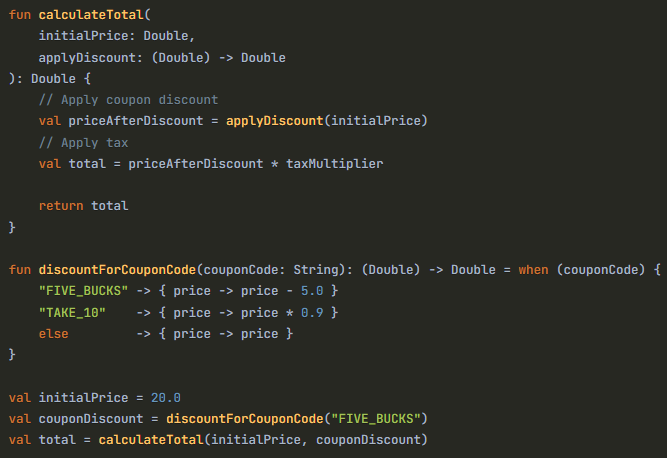 fun calculateTotal(
    initialPrice: Double,
    applyDiscount: (Double) -> Double
): Double {
    // Apply coupon discount
    val priceAfterDiscount = applyDiscount(initialPrice)
    // Apply tax
    val total = priceAfterDiscount * taxMultiplier

    return total
}

fun discountForCouponCode(couponCode: String): (Double) -> Double = when (couponCode) {
    "FIVE_BUCKS" -> { price -> price - 5.0 }
    "TAKE_10"    -> { price -> price * 0.9 }
    else         -> { price -> price }
}

val initialPrice = 20.0
val couponDiscount = discountForCouponCode("FIVE_BUCKS")
val total = calculateTotal(initialPrice, couponDiscount)